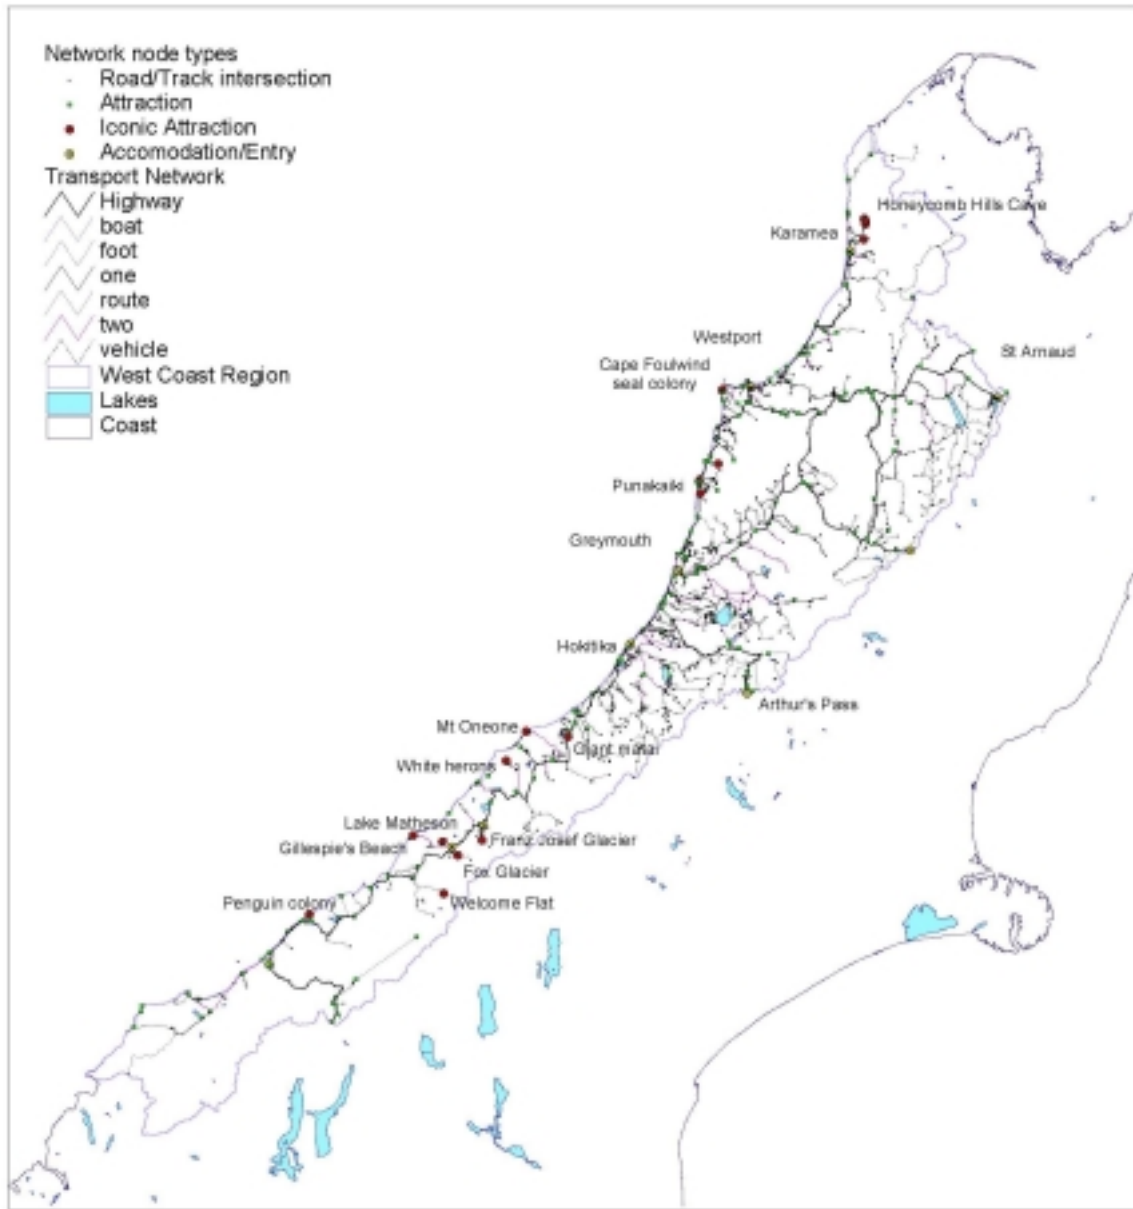 Network node types
Road/Track intersection
Attraction
Iconic Attraction
Accomodation/Entry
Transport Network
Highway
boat
foot
one
route
two
vehicle
West Coast Region
Lakes
Coast
Honeycomb Hills Cave
Karamea
Westport
St Arnaud
Cape Foulwind
seal colony
Punakaiki
Greymouth
Hokitika
Arthur's Pass
Mt Oneone
Giant matai
White herons
Lake Matheson
Franz Josef Glacier
Gillespie's Beach
Fox Glacier
Penguin colony
Welcome Flat